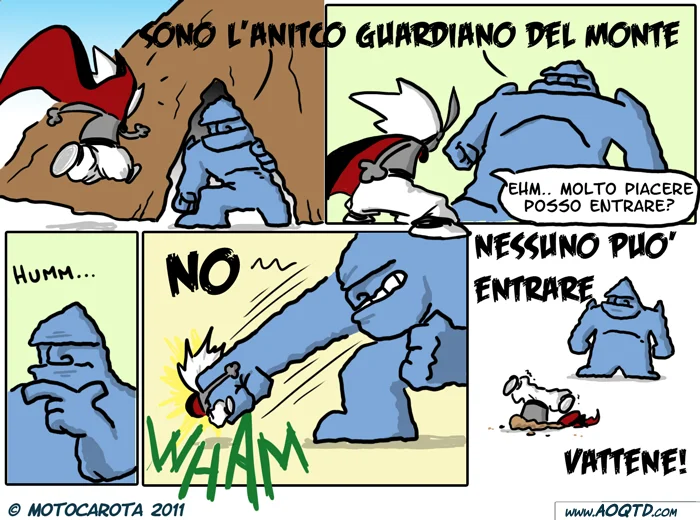 SONO L'ANITCO GUARDIANO DEL MONTE
EHM.. MOLTO PIACERE
POSSO ENTRARE?
HUMM...
NO
WHAM
NESSUNO PUO'
ENTRARE
VATTENE!
© MOTOCAROTA 2011
WWW.AOQTD.COM